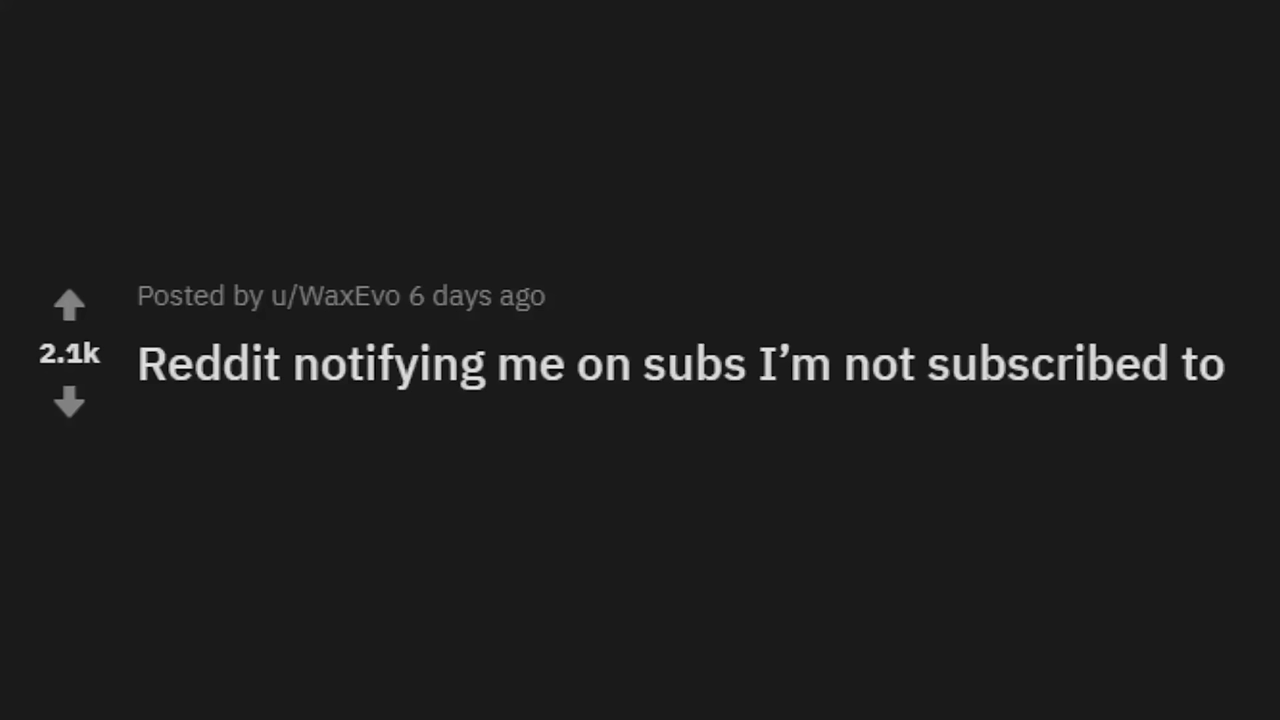 Posted by u/WaxEvo 6 days ago
2.1k
Reddit notifying me on subs I’m not subscribed to